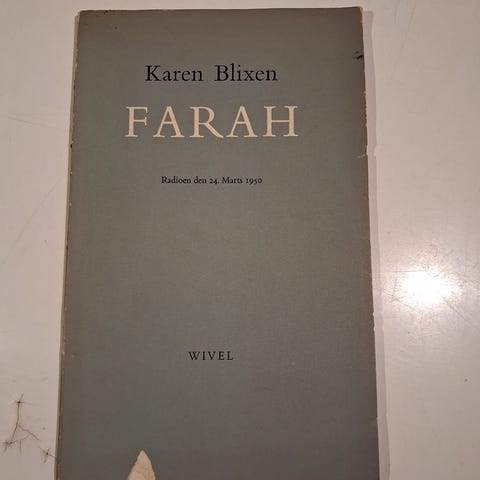 Karen Blixen
FARAH
Radioen den 24. Marts 1950
WIVEL